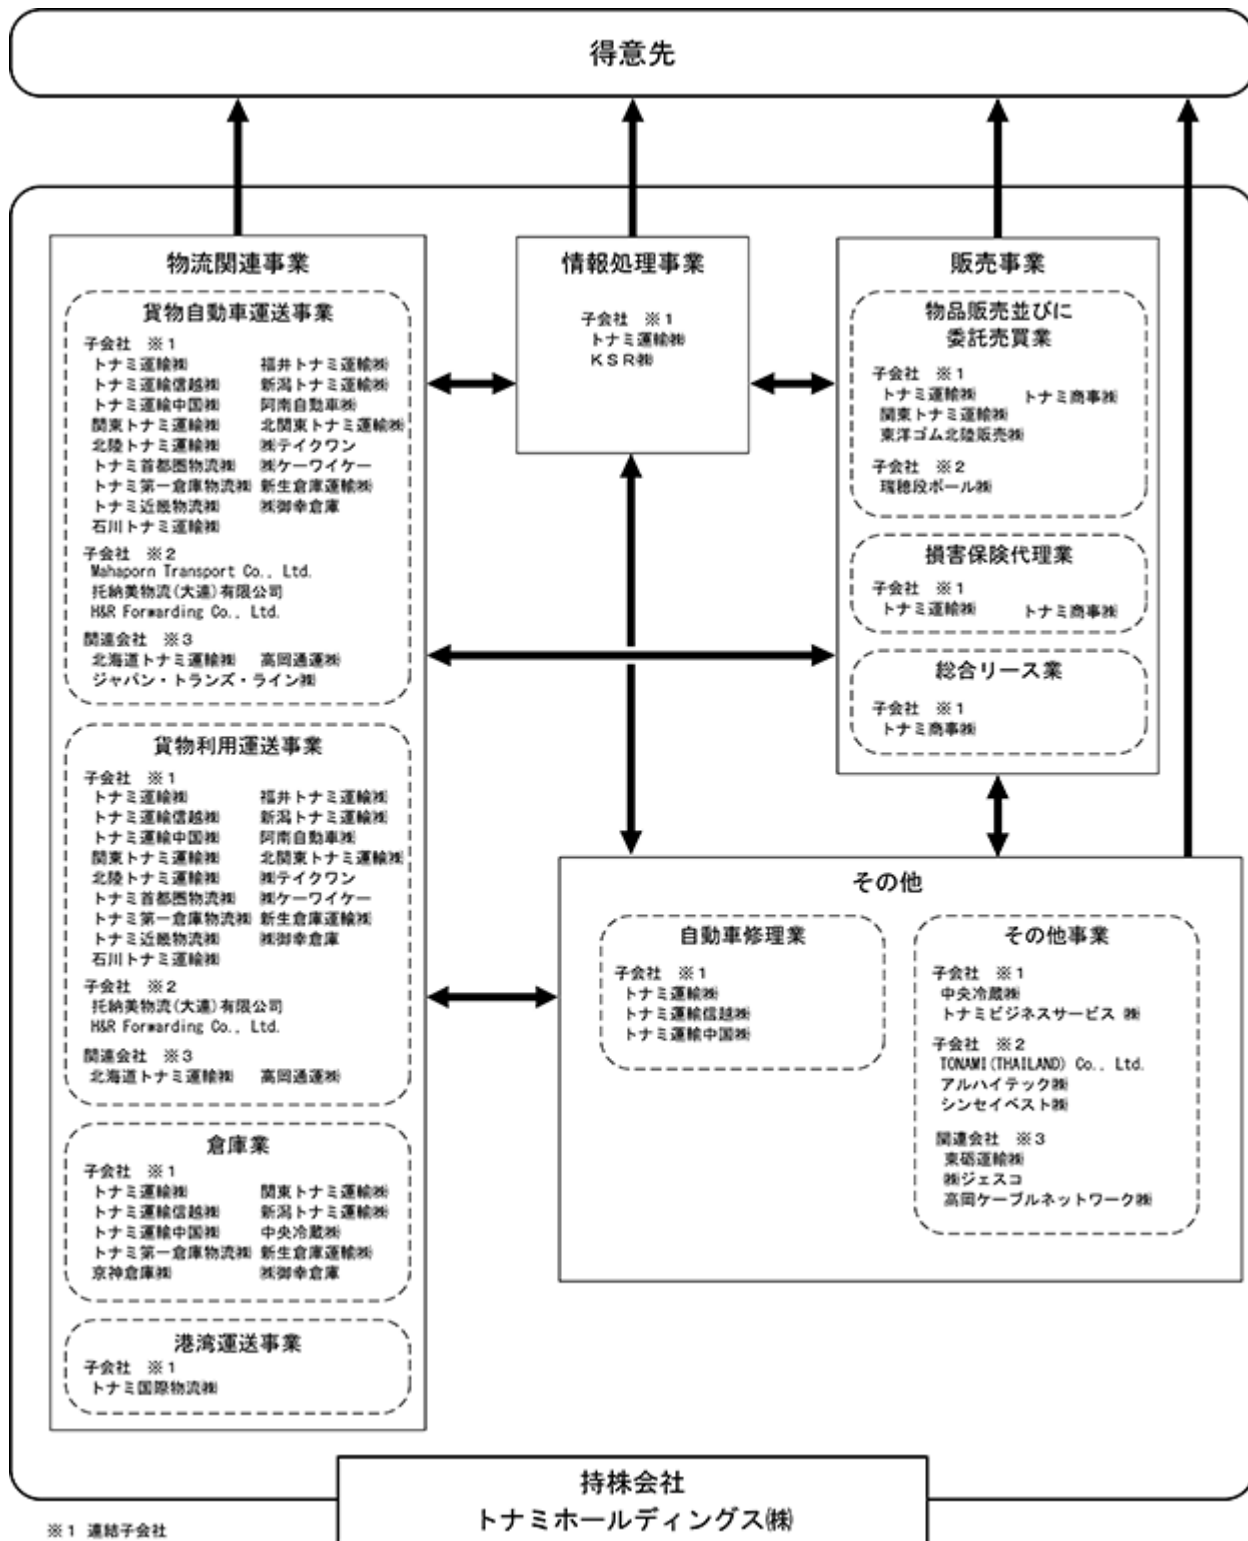 得意先
物流関連事業
貨物自動車運送事業
子会社 ※1
トナミ運輸㈱ 福井トナミ運輸㈱
トナミ運輸信越㈱ 新潟トナミ運輸㈱
トナミ運輸中国㈱ 阿南自動車㈱
関東トナミ運輸㈱ 北関東トナミ運輸㈱
北陸トナミ運輸㈱ ㈱テイクワン
トナミ首都圏物流㈱ ㈱ケーワイケー
トナミ第一倉庫物流㈱ 新生倉庫運輸㈱
トナミ近畿物流㈱ ㈱御幸倉庫
石川トナミ運輸㈱
子会社 ※2
Mahaporn Transport Co., Ltd.
托納美物流(大連)有限公司
H&R Forwarding Co., Ltd.
関連会社 ※3
北海道トナミ運輸㈱ 高岡通運㈱
ジャパン・トランズ・ライン㈱
貨物利用運送事業
子会社 ※1
トナミ運輸㈱ 福井トナミ運輸㈱
トナミ運輸信越㈱ 新潟トナミ運輸㈱
トナミ運輸中国㈱ 阿南自動車㈱
関東トナミ運輸㈱ 北関東トナミ運輸㈱
北陸トナミ運輸㈱ ㈱テイクワン
トナミ首都圏物流㈱ ㈱ケーワイケー
トナミ第一倉庫物流㈱ 新生倉庫運輸㈱
トナミ近畿物流㈱ ㈱御幸倉庫
石川トナミ運輸㈱
子会社 ※2
托納美物流(大連)有限公司
H&R Forwarding Co., Ltd.
関連会社 ※3
北海道トナミ運輸㈱ 高岡通運㈱
倉庫業
子会社 ※1
トナミ運輸㈱ 関東トナミ運輸㈱
トナミ運輸信越㈱ 新潟トナミ運輸㈱
トナミ運輸中国㈱ 中央冷蔵㈱
トナミ第一倉庫物流㈱ 新生倉庫運輸㈱
京神倉庫㈱ ㈱御幸倉庫
港湾運送事業
子会社 ※1
トナミ国際物流㈱
情報処理事業
子会社 ※1
トナミ運輸㈱
KSR㈱
販売事業
物品販売並びに
委託売買業
子会社 ※1
トナミ運輸㈱ トナミ商事㈱
関東トナミ運輸㈱
東洋ゴム北陸販売㈱
子会社 ※2
瑞穂段ボール㈱
損害保険代理業
子会社 ※1
トナミ運輸㈱ トナミ商事㈱
総合リース業
子会社 ※1
トナミ商事㈱
その他
自動車修理業
子会社 ※1
トナミ運輸㈱
トナミ運輸信越㈱
トナミ運輸中国㈱
その他事業
子会社 ※1
中央冷蔵㈱
トナミビジネスサービス ㈱
子会社 ※2
TONAMI(THAILAND) Co., Ltd.
アルハイテック㈱
シンセイベスト㈱
関連会社 ※3
東砺運輸㈱
㈱ジェスコ
高岡ケーブルネットワーク㈱
持株会社
トナミホールディングス㈱
※1 連結子会社